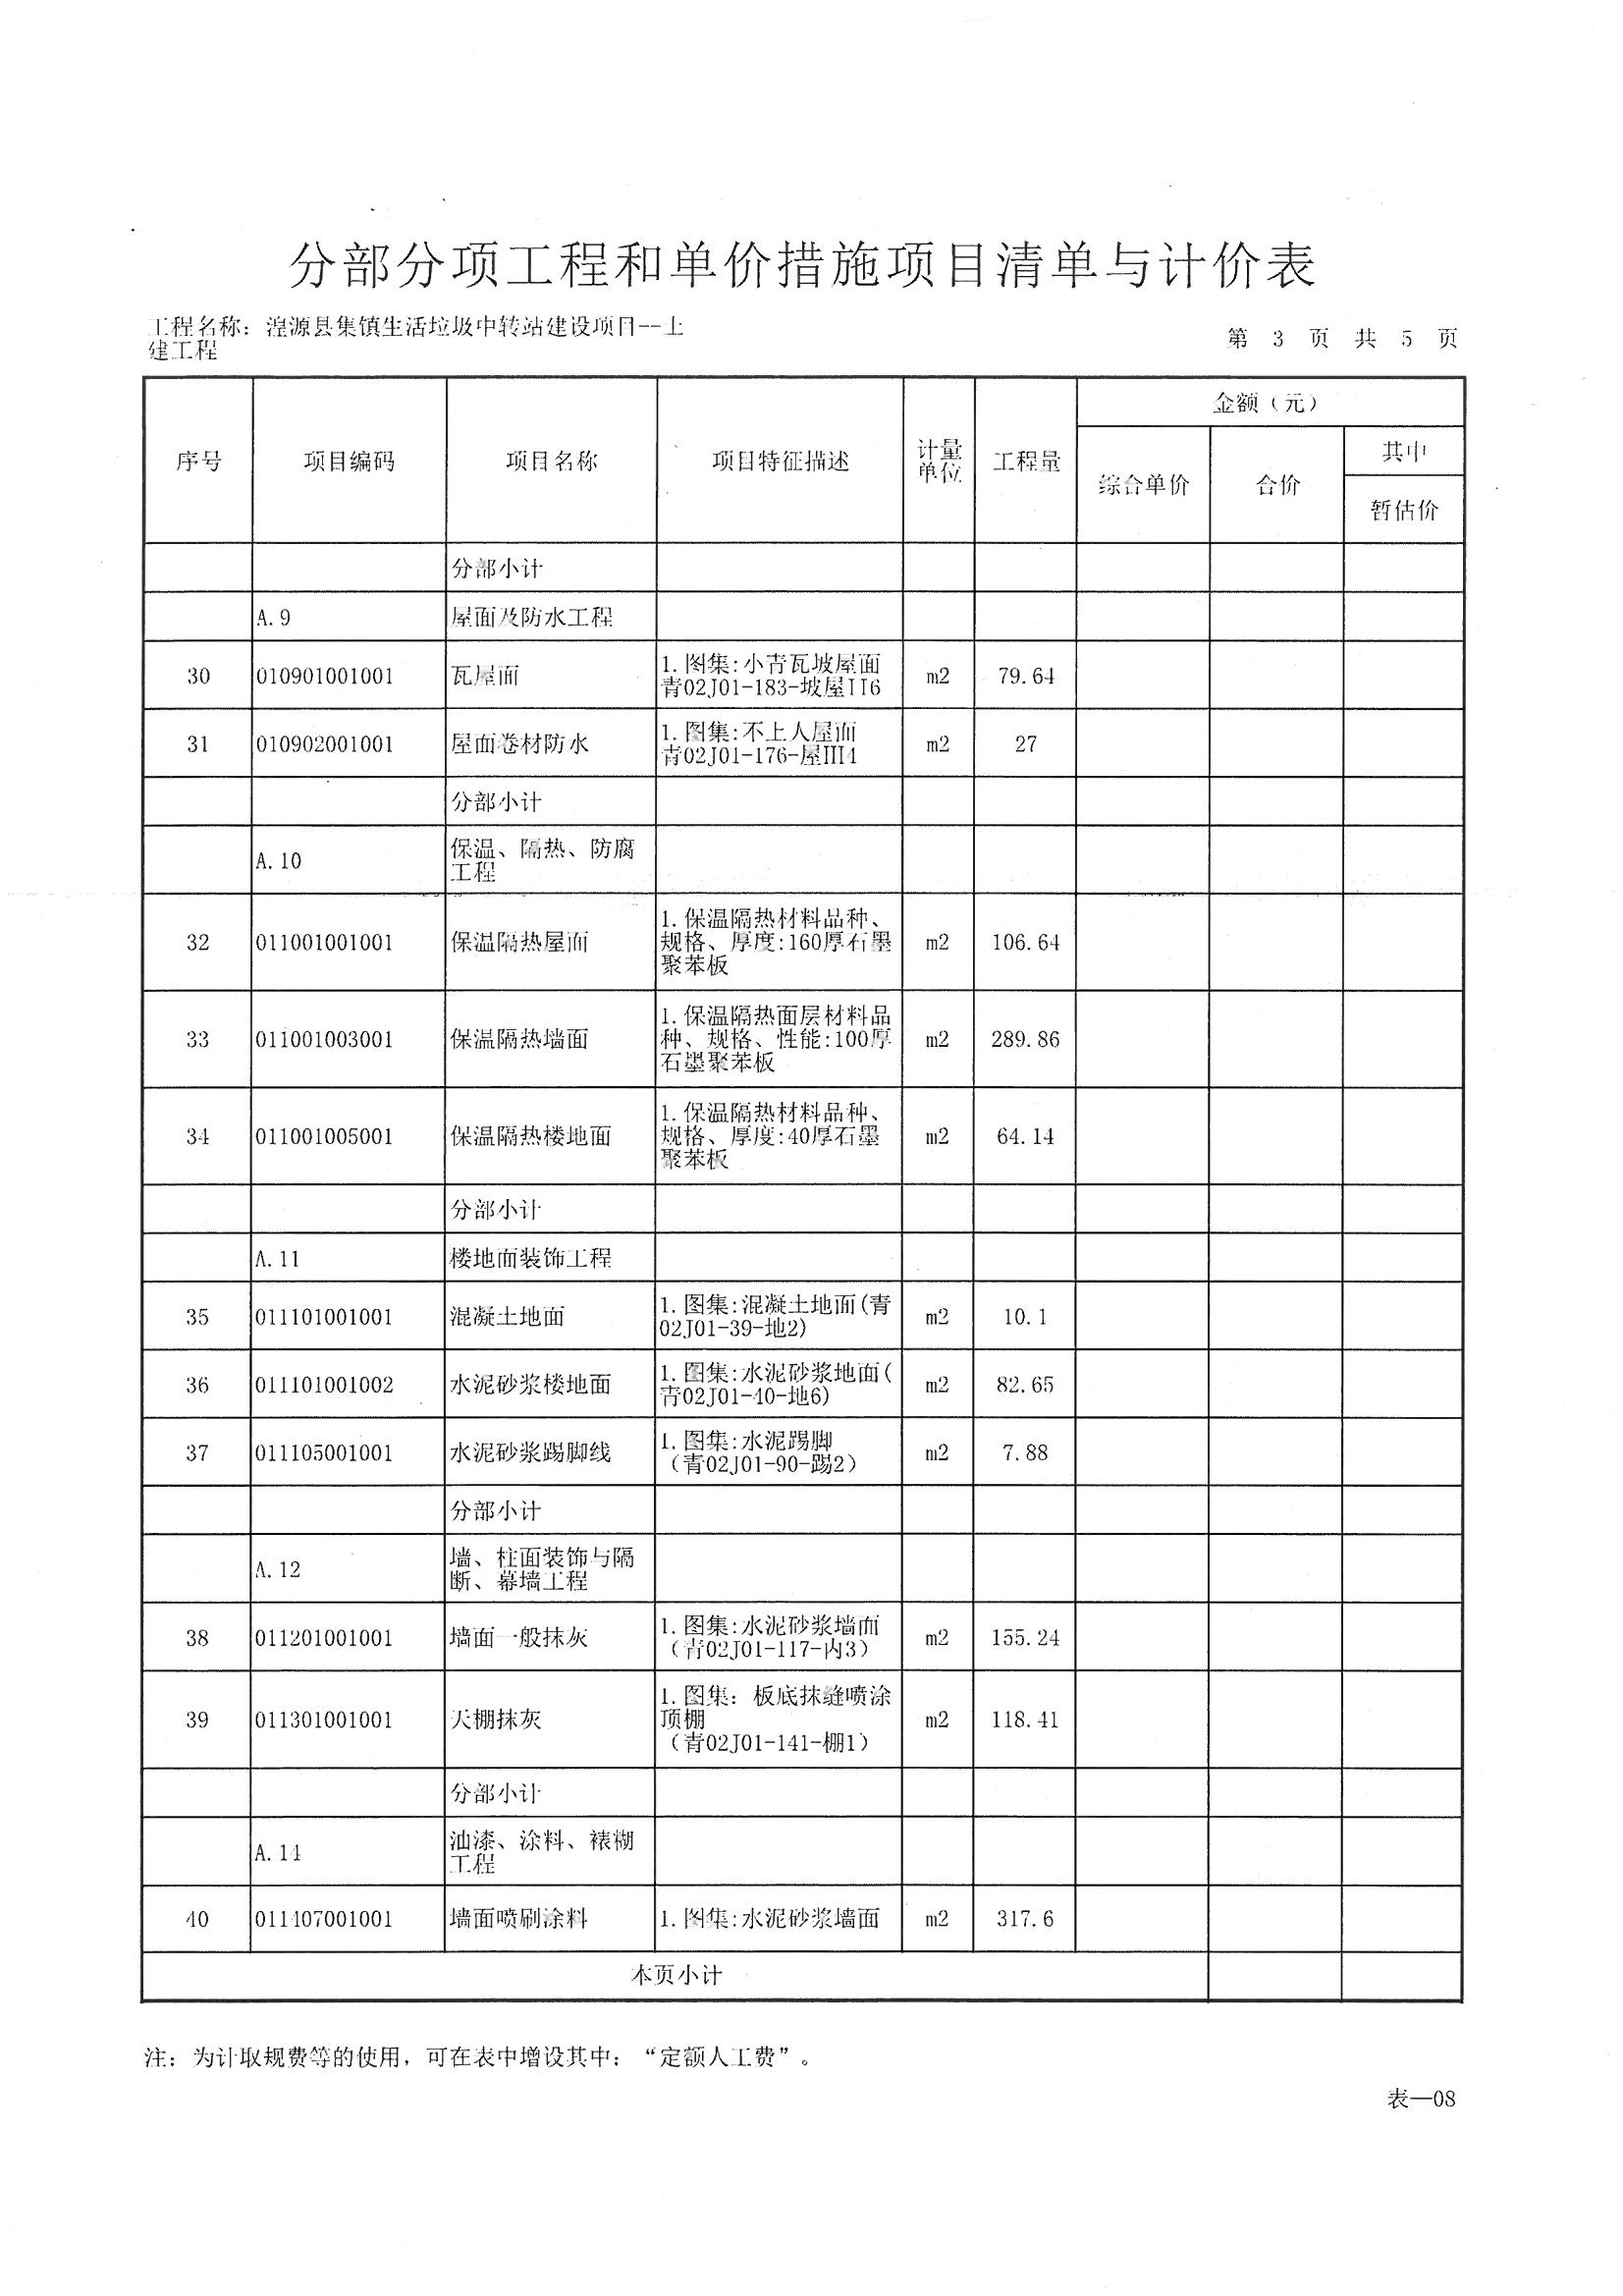 分部分项工程和单价措施项目清单与计价表
工程名称：湟源县集镇生活垃圾中转站建设项目--土
建工程
第 3 页 共 5 页
序号 项目编码 项目名称 项目特征描述 计量 工程量 金额（元）
单位
综合单价 合价 其中
暂估价
分部小计
A.9 屋面及防水工程
30 010901001001 瓦屋面 1.图集:小青瓦坡屋面 m2 79.64
青02J01-183-坡屋II6
31 010902001001 屋面卷材防水 1.图集:不上人屋面 m2 27
青02J01-176-屋III4
分部小计
A.10 保温、隔热、防腐
工程
32 011001001001 保温隔热屋面 1.保温隔热材料品种、 m2 106.64
规格、厚度:160厚石墨
聚苯板
33 011001003001 保温隔热墙面 1.保温隔热面层材料品 m2 289.86
种、规格、性能:100厚
石墨聚苯板
34 011001005001 保温隔热楼地面 1.保温隔热材料品种、 m2 64.14
规格、厚度:40厚石墨
聚苯板
分部小计
A.11 楼地面装饰工程
35 011101001001 混凝土地面 1.图集:混凝土地面(青 m2 10.1
02J01-39-地2)
36 011101001002 水泥砂浆楼地面 1.图集:水泥砂浆地面( m2 82.65
青02J01-40-地6)
37 011105001001 水泥砂浆踢脚线 1.图集:水泥踢脚 m2 7.88
（青02J01-90-踢2）
分部小计
A.12 墙、柱面装饰与隔
断、幕墙工程
38 011201001001 墙面一般抹灰 1.图集:水泥砂浆墙面 m2 155.24
（青02J01-117-内3）
39 011301001001 天棚抹灰 1.图集：板底抹缝喷涂 m2 118.41
顶棚
（青02J01-141-棚1）
分部小计
A.14 油漆、涂料、裱糊
工程
40 011407001001 墙面喷刷涂料 1.图集:水泥砂浆墙面 m2 317.6
本页小计
注：为计取规费等的使用，可在表中增设其中：“定额人工费”。
表—08